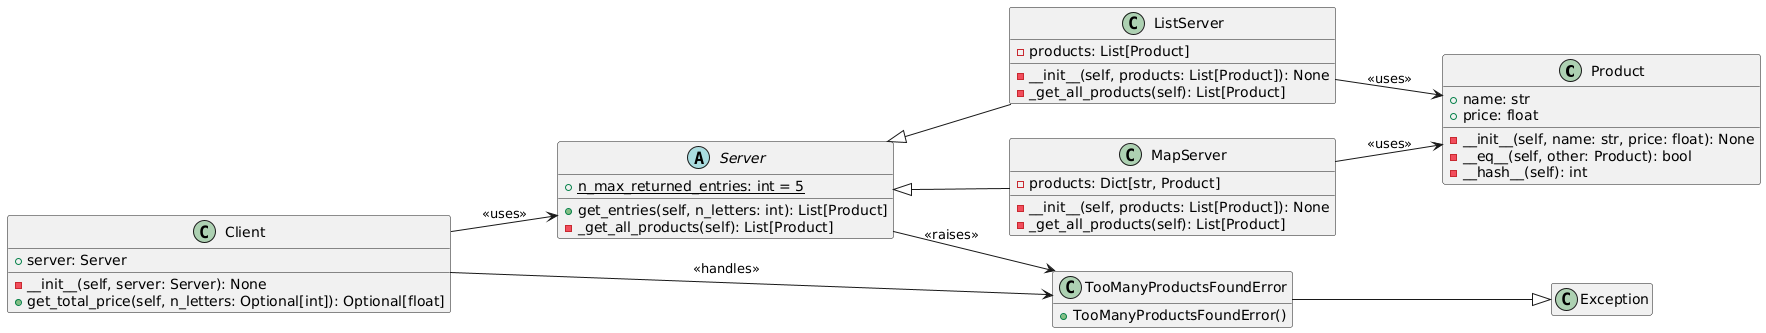 C Client
server: Server
__init__(self, server: Server): None
get_total_price(self, n_letters: Optional[int]): Optional[float]
«uses»
«handles»
A Server
n_max_returned_entries: int = 5
get_entries(self, n_letters: int): List[Product]
_get_all_products(self): List[Product]
«raises»
C ListServer
products: List[Product]
__init__(self, products: List[Product]): None
_get_all_products(self): List[Product]
«uses»
C MapServer
products: Dict[str, Product]
__init__(self, products: List[Product]): None
_get_all_products(self): List[Product]
«uses»
C TooManyProductsFoundError
TooManyProductsFoundError()
C Product
name: str
price: float
__init__(self, name: str, price: float): None
__eq__(self, other: Product): bool
__hash__(self): int
C Exception